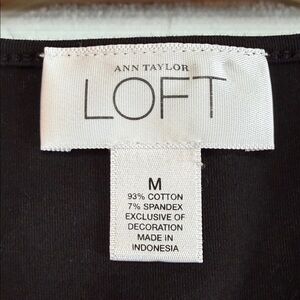 ANN TAYLOR
LOFT
M
93% COTTON
7% SPANDEX
EXCLUSIVE OF
DECORATION
MADE IN
INDONESIA